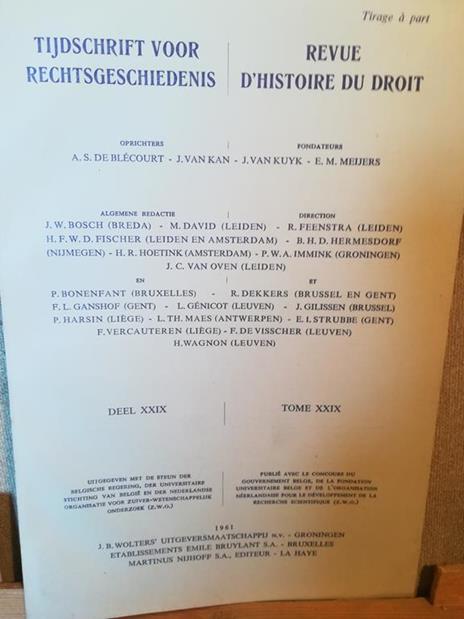 Tirage à part
TIJDSCHRIFT VOOR
RECHTSGESCHIEDENIS
REVUE
D'HISTOIRE DU DROIT
OPRICHTERS
FONDATEURS
A. S. DE BLÉCOURT - J. VAN KAN - J. VAN KUYK - E. M. MEIJERS
ALGEMENE REDACTIE
DIRECTION
J. W. BOSCH (BREDA) - M. DAVID (LEIDEN) - R. FEENSTRA (LEIDEN)
H. F. W. D. FISCHER (LEIDEN EN AMSTERDAM) - B. H. D. HERMESDORF
(NIJMEGEN) - H. R. HOETINK (AMSTERDAM) - P. W. A. IMMINK (GRONINGEN)
J. C. VAN OVEN (LEIDEN)
EN
ET
P. BONENFANT (BRUXELLES) - R. DEKKERS (BRUSSEL EN GENT)
F. L. GANSHOF (GENT) - L. GÉNICOT (LEUVEN) - J. GILISSEN (BRUSSEL)
P. HARSIN (LIÈGE) - L. TH. MAES (ANTWERPEN) - E. I. STRUBBE (GENT)
F. VERCAUTEREN (LIÈGE) - F. DE VISSCHER (LEUVEN)
H. WAGNON (LEUVEN)
DEEL XXIX
TOME XXIX
UITGEGEVEN MET DE STEUN DER
BELGISCHE REGERING, DER UNIVERSITAIRE
STICHTING VAN BELGIË EN DER NEDERLANDSE
ORGANISATIE VOOR ZUIVER-WETENSCHAPPELIJK
ONDERZOEK (Z.W.O.)
PUBLIÉ AVEC LE CONCOURS DU
GOUVERNEMENT BELGE, DE LA FONDATION
UNIVERSITAIRE BELGE ET DE L'ORGANISATION
NÉERLANDAISE POUR LE DÉVELOPPEMENT DE LA
RECHERCHE SCIENTIFIQUE (Z.W.O.)
1961
J. B. WOLTERS' UITGEVERSMAATSCHAPPIJ N.V. - GRONINGEN
ETABLISSEMENTS EMILE BRUYLANT S.A. - BRUXELLES
MARTINUS NIJHOFF S.A., EDITEUR - LA HAYE